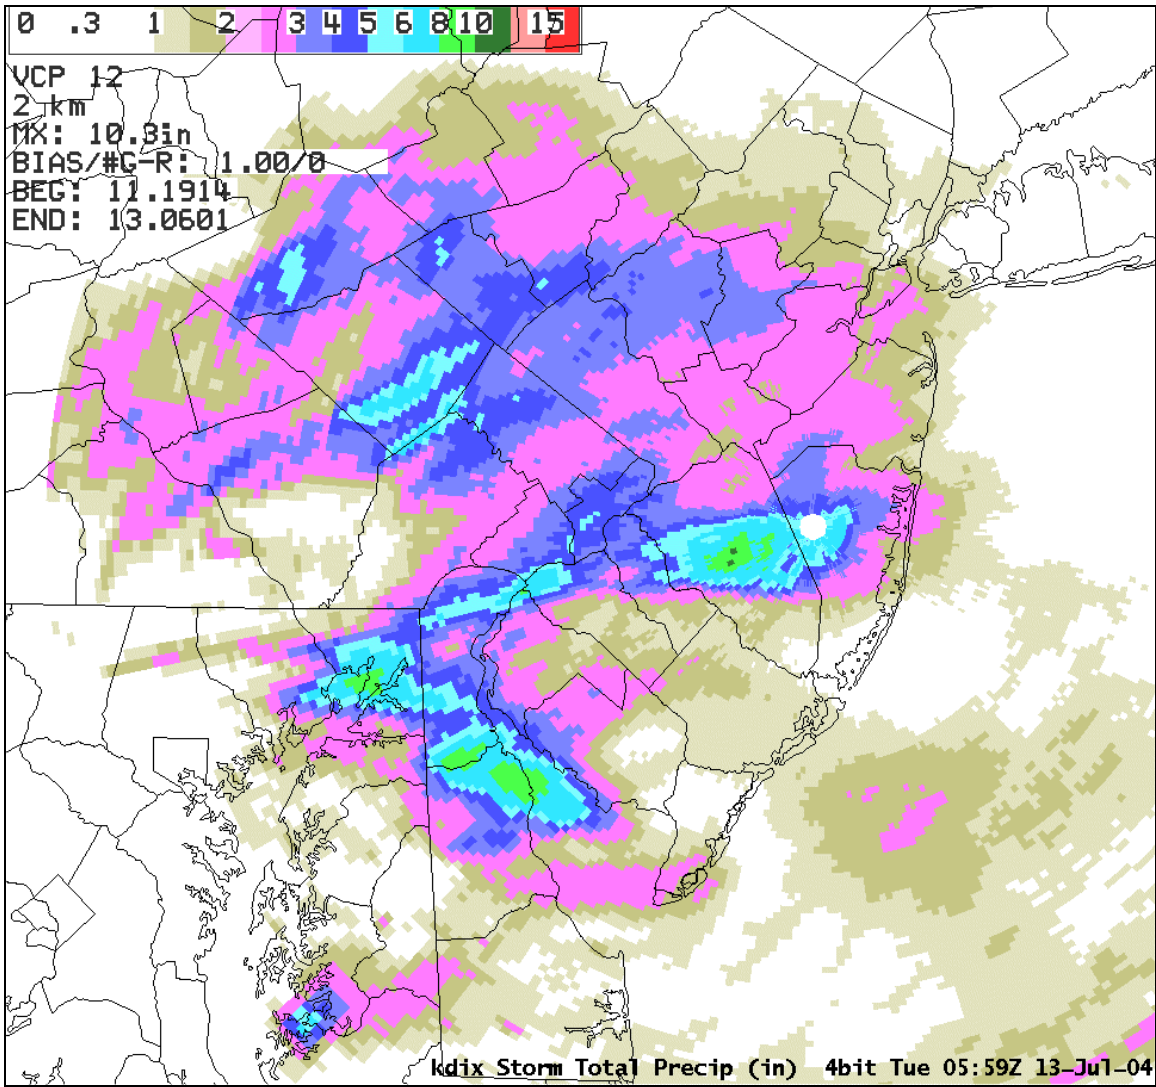 0 .3 1 2 3 4 5 6 8 10 15
VCP 12
2 km
MX: 10.3in
BIAS/#G-R: 1.00/0
BEG: 11.1914
END: 13.0601
kdix Storm Total Precip (in) 4bit Tue 05:59Z 13-Jul-04